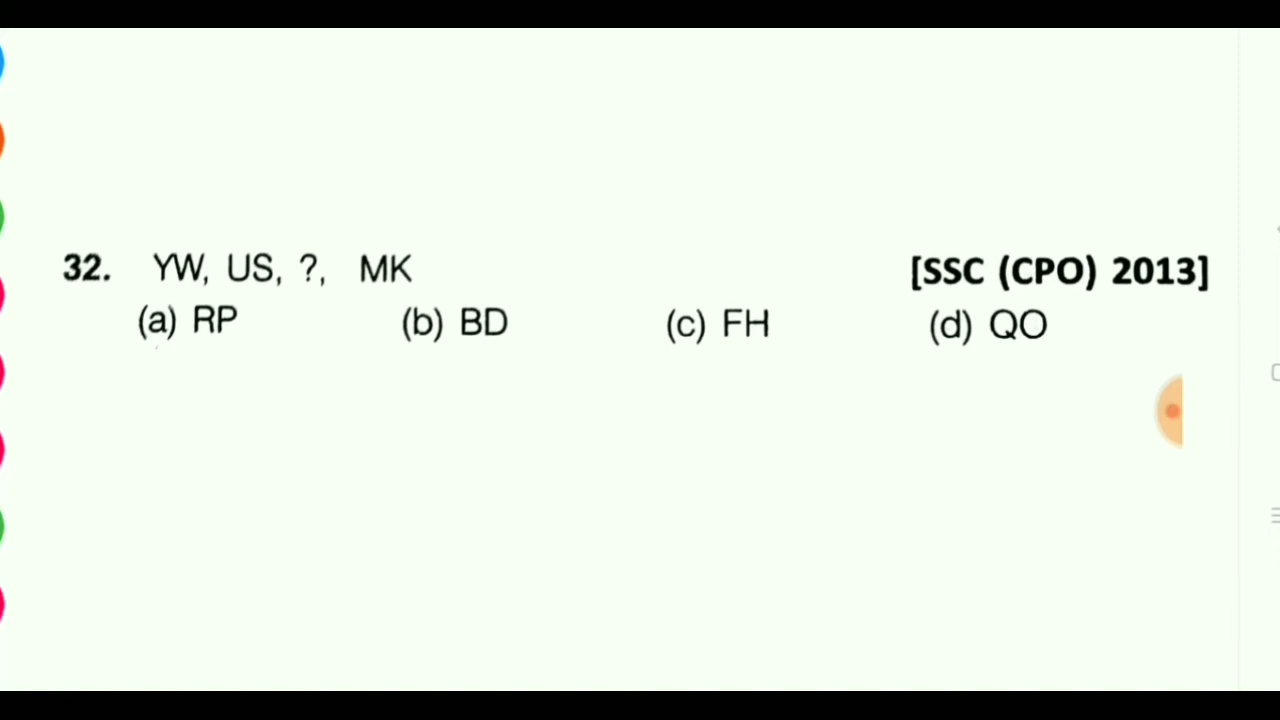 32. YW, US, ?, MK [SSC (CPO) 2013]
(a) RP (b) BD (c) FH (d) QO